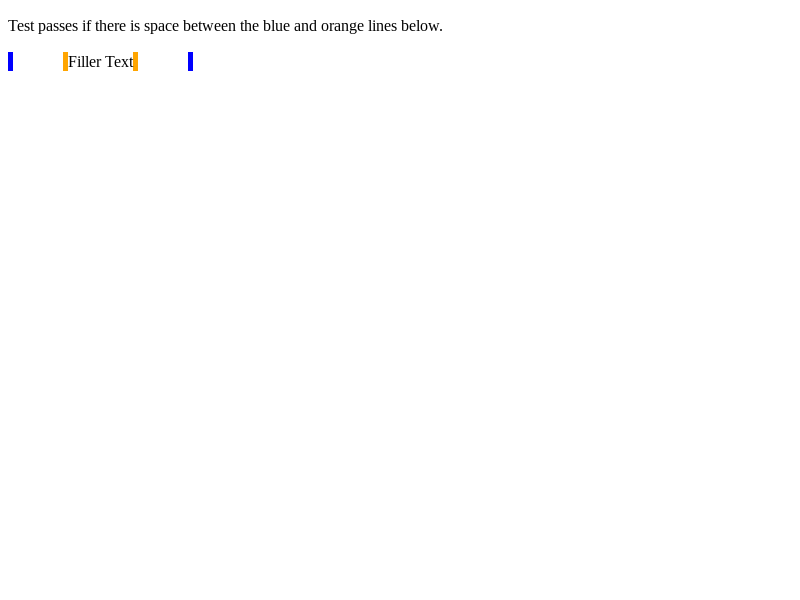 Test passes if there is space between the blue and orange lines below.
Filler Text